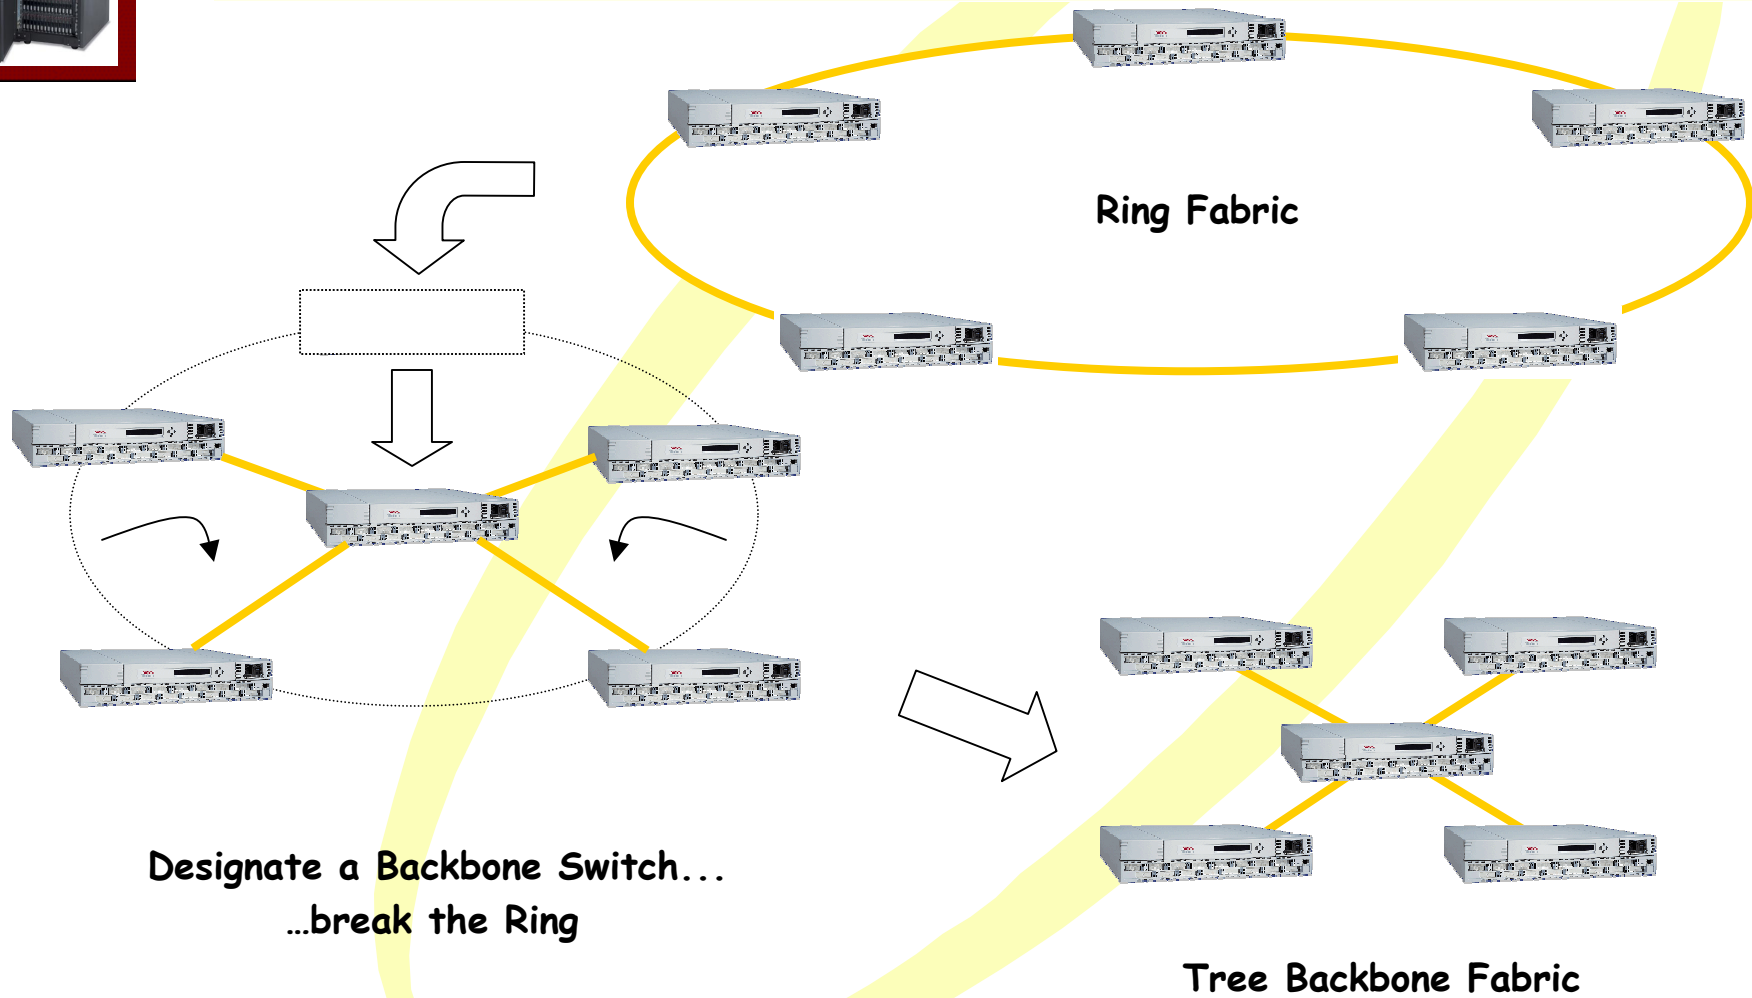 Ring Fabric
Designate a Backbone Switch...
...break the Ring
Tree Backbone Fabric